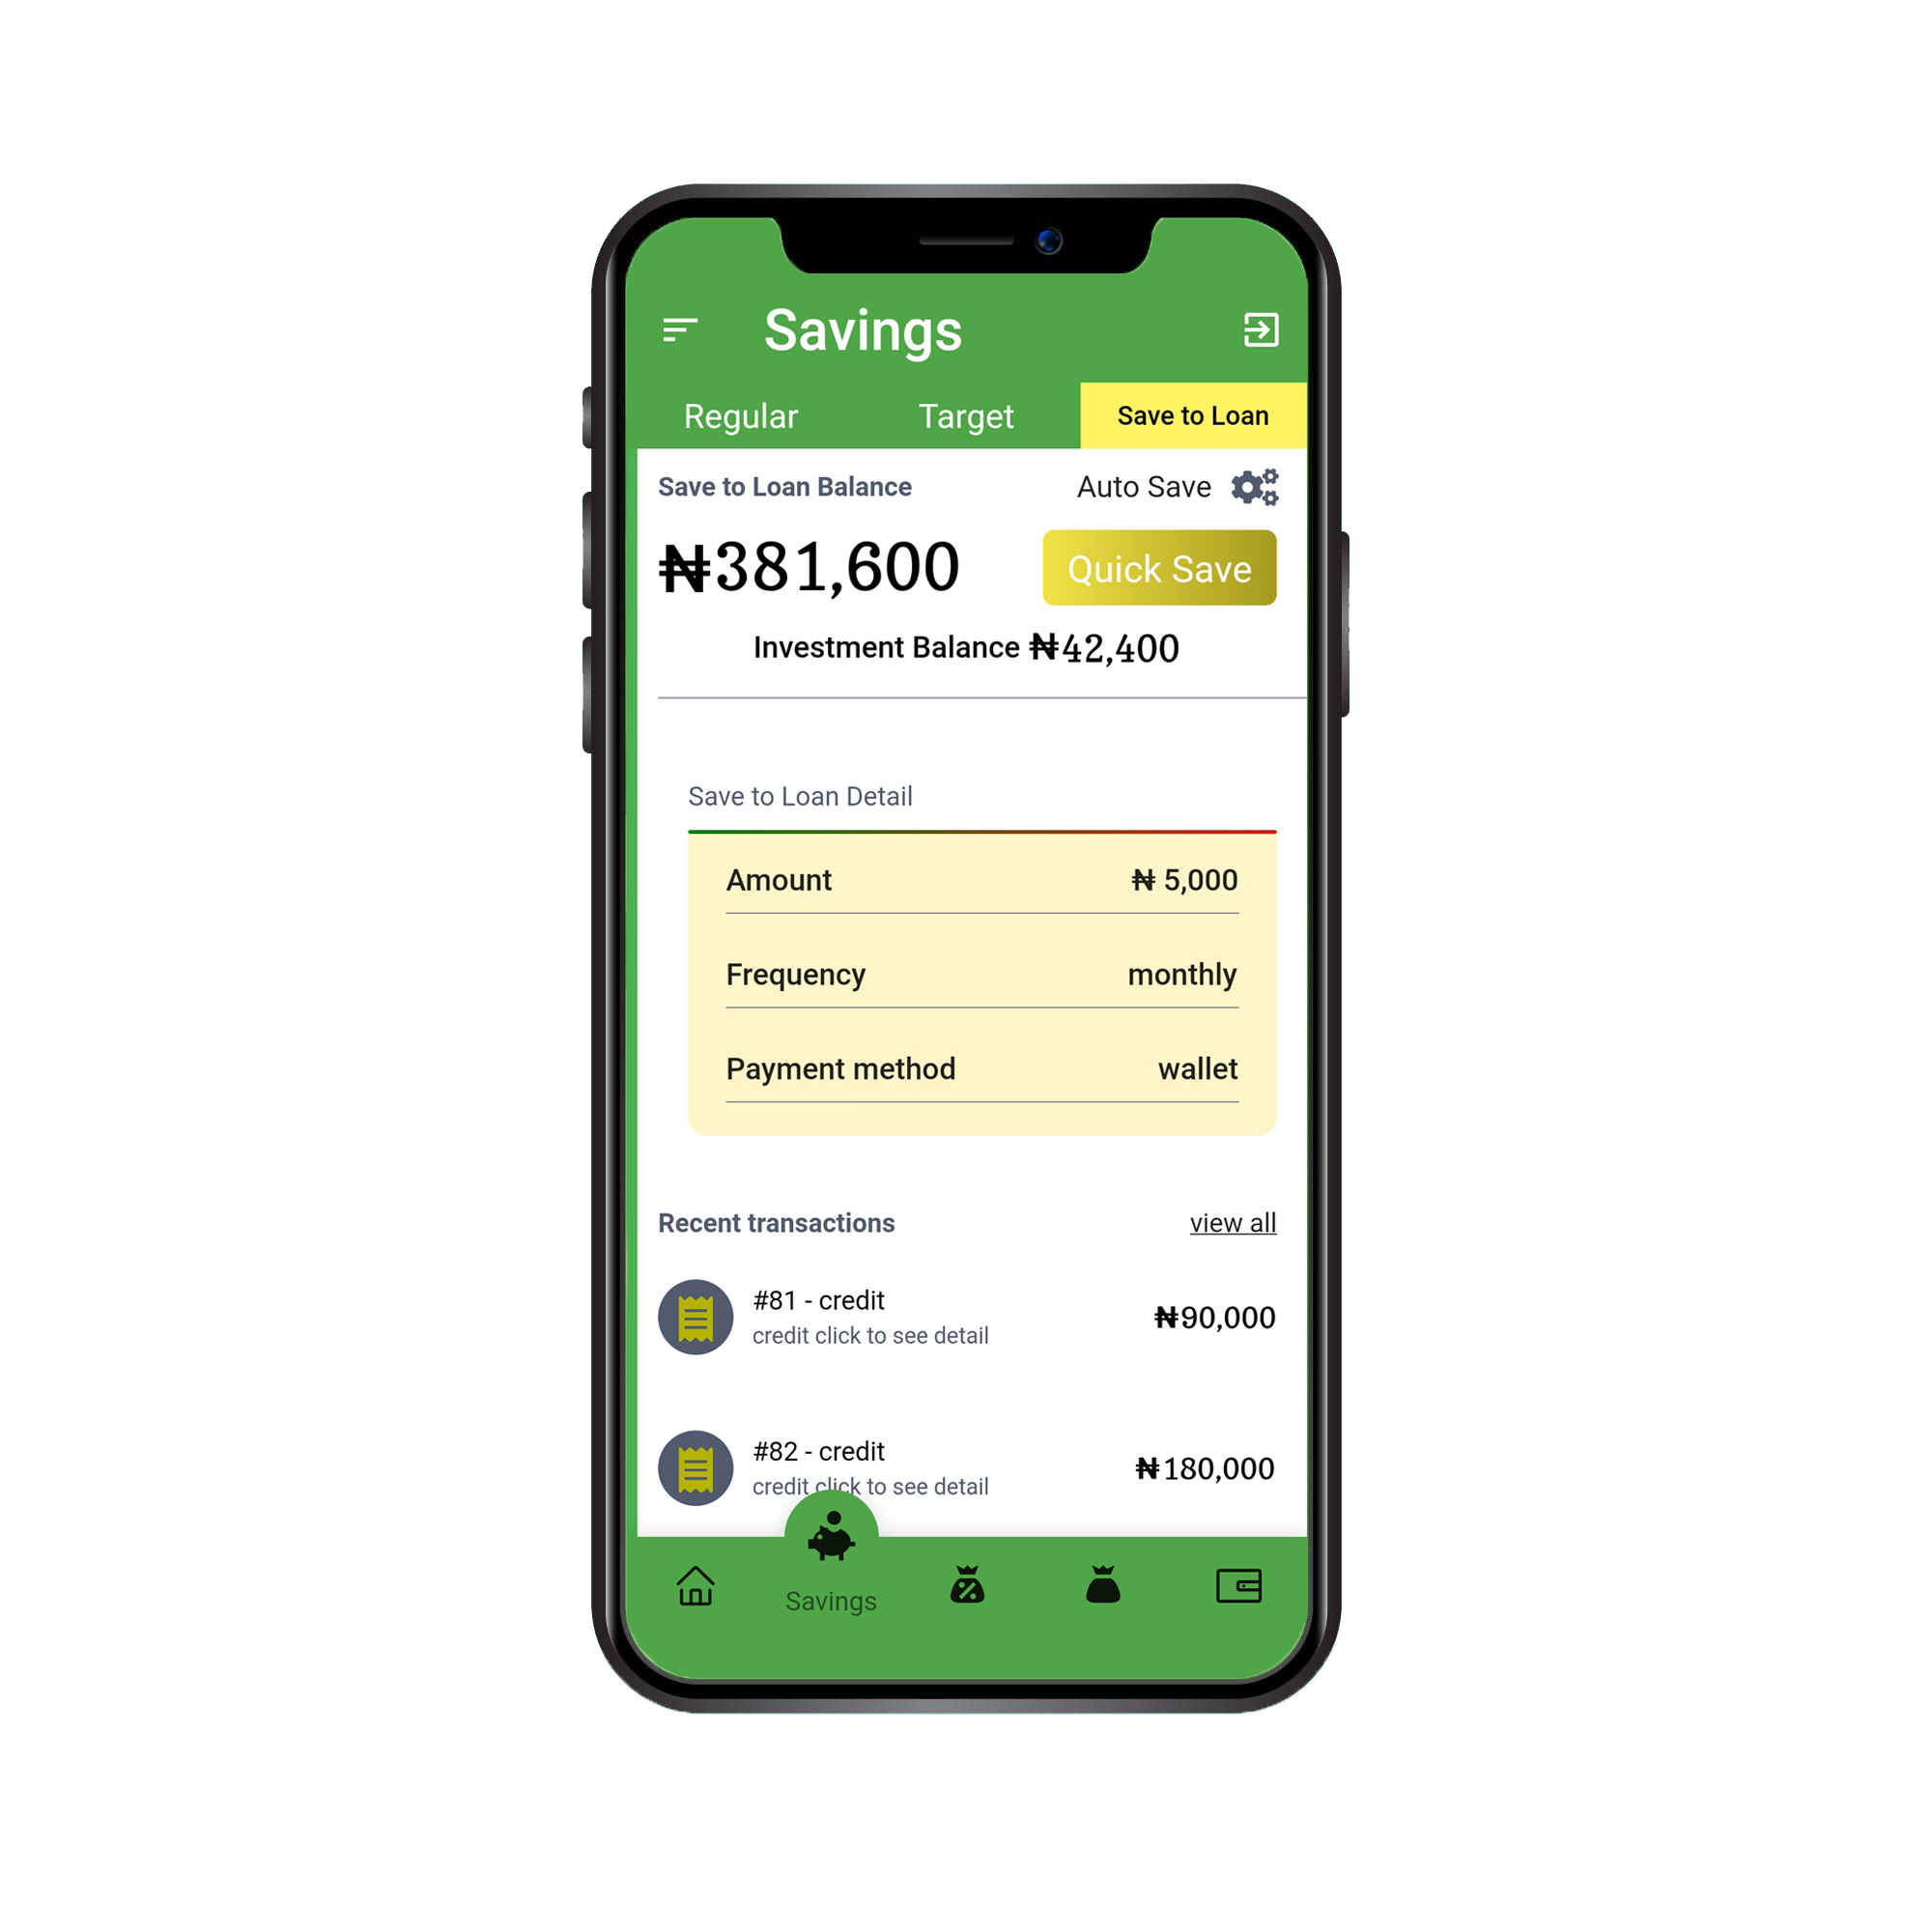 Savings
Regular Target Save to Loan
Save to Loan Balance Auto Save
₦381,600 Quick Save
Investment Balance ₦42,400
Save to Loan Detail
Amount ₦ 5,000
Frequency monthly
Payment method wallet
Recent transactions view all
#81 - credit
credit click to see detail
₦90,000
#82 - credit
credit click to see detail
₦180,000
Savings